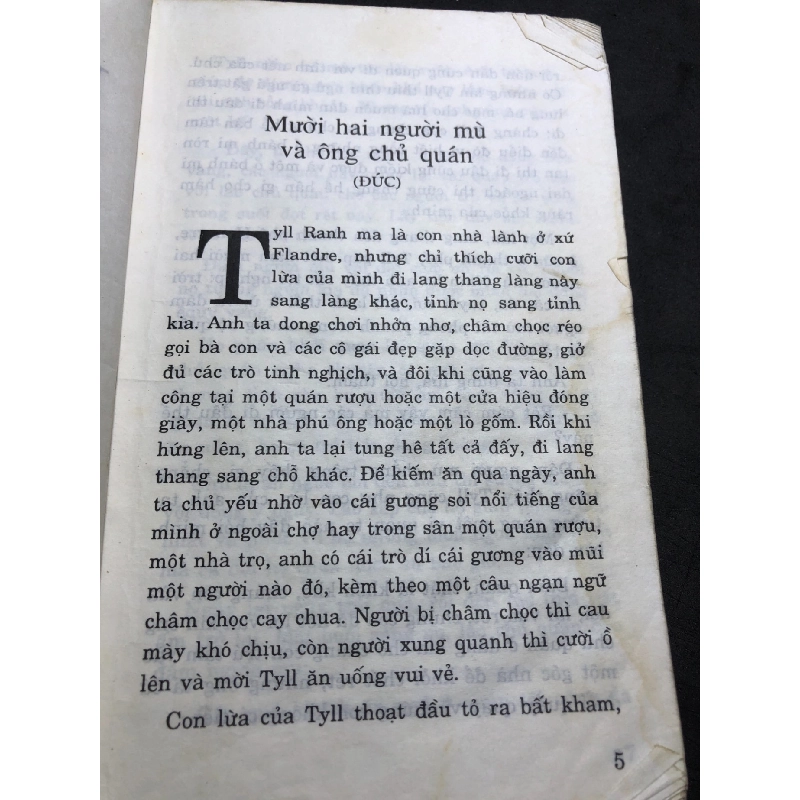 Mười hai người mù
và ông chủ quán
(ĐỨC)
Tyll Ranh ma là con nhà lành ở xứ
Flandre, nhưng chỉ thích cưỡi con
lừa của mình đi lang thang làng này
sang làng khác, tỉnh nọ sang tỉnh
kia. Anh ta dong chơi nhởn nhơ, châm chọc réo
gọi bà con và các cô gái đẹp gặp dọc đường, giở
đủ các trò tinh nghịch, và đôi khi cũng vào làm
công tại một quán rượu hoặc một cửa hiệu đóng
giày, một nhà phú ông hoặc một lò gốm. Rồi khi
hứng lên, anh ta lại tung hê tất cả đấy, đi lang
thang sang chỗ khác. Để kiếm ăn qua ngày, anh
ta chủ yếu nhờ vào cái gương soi nổi tiếng của
mình ở ngoài chợ hay trong sân một quán rượu,
một nhà trọ, anh có cái trò dí cái gương vào mũi
một người nào đó, kèm theo một câu ngạn ngữ
châm chọc cay chua. Người bị châm chọc thì cau
mày khó chịu, còn người xung quanh thì cười ồ
lên và mời Tyll ăn uống vui vẻ.
Con lừa của Tyll thoạt đầu tỏ ra bất kham,
5